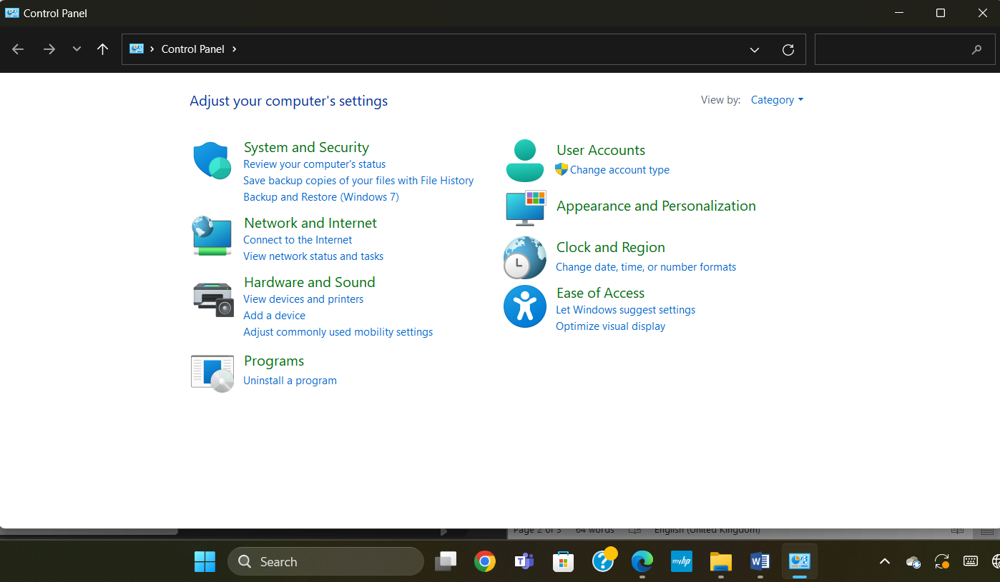 Control Panel
Control Panel
Adjust your computer's settings
View by: Category
System and Security
Review your computer's status
Save backup copies of your files with File History
Backup and Restore (Windows 7)
Network and Internet
Connect to the Internet
View network status and tasks
Hardware and Sound
View devices and printers
Add a device
Adjust commonly used mobility settings
Programs
Uninstall a program
User Accounts
Change account type
Appearance and Personalization
Clock and Region
Change date, time, or number formats
Ease of Access
Let Windows suggest settings
Optimize visual display
Page 2 of 3 64 words English (United Kingdom)
Search
T
?
myhp
W